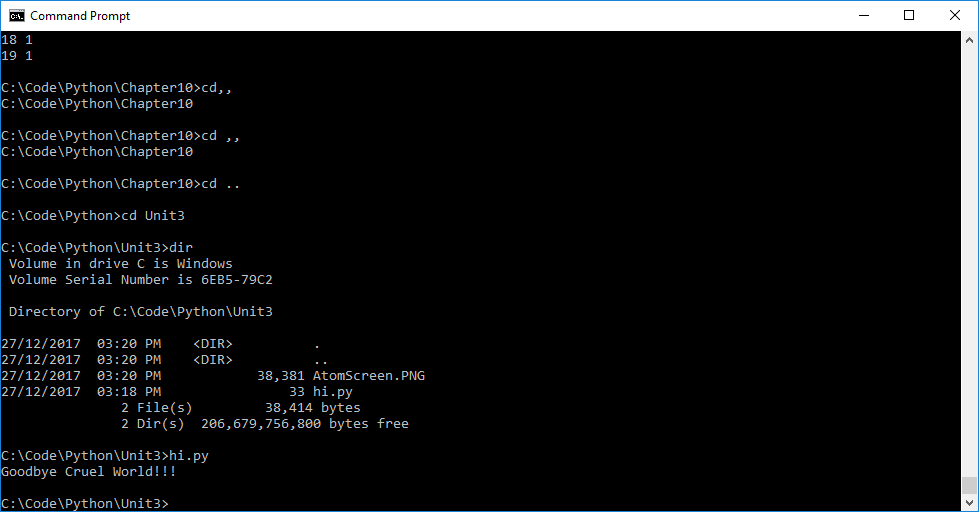 Command Prompt
18 1
19 1
C:\Code\Python\Chapter10>cd,,
C:\Code\Python\Chapter10
C:\Code\Python\Chapter10>cd ,,
C:\Code\Python\Chapter10
C:\Code\Python\Chapter10>cd ..
C:\Code\Python>cd Unit3
C:\Code\Python\Unit3>dir
 Volume in drive C is Windows
 Volume Serial Number is 6EB5-79C2
 Directory of C:\Code\Python\Unit3
27/12/2017  03:20 PM    <DIR>          .
27/12/2017  03:20 PM    <DIR>          ..
27/12/2017  03:20 PM            38,381 AtomScreen.PNG
27/12/2017  03:18 PM                33 hi.py
               2 File(s)         38,414 bytes
               2 Dir(s)  206,679,756,800 bytes free
C:\Code\Python\Unit3>hi.py
Goodbye Cruel World!!!
C:\Code\Python\Unit3>